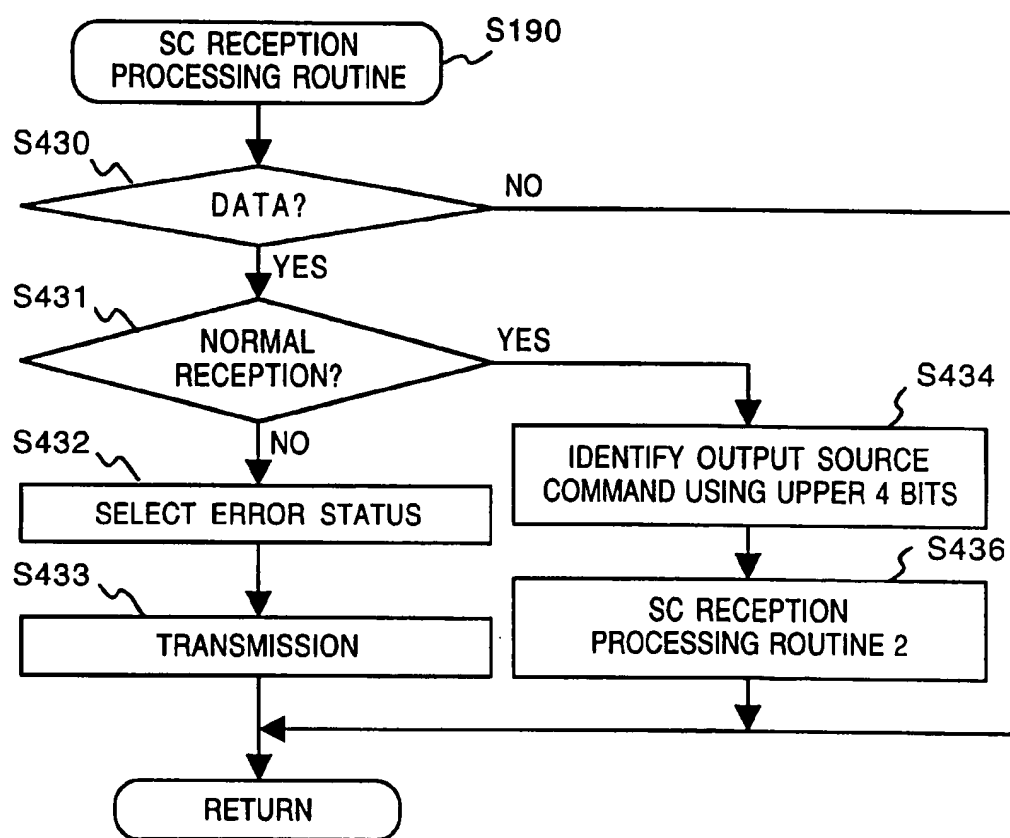 S190
SC RECEPTION
PROCESSING ROUTINE
S430
DATA?
NO
YES
S431
NORMAL
RECEPTION?
YES
NO
S432
SELECT ERROR STATUS
S433
TRANSMISSION
S434
IDENTIFY OUTPUT SOURCE
COMMAND USING UPPER 4 BITS
S436
SC RECEPTION
PROCESSING ROUTINE 2
RETURN